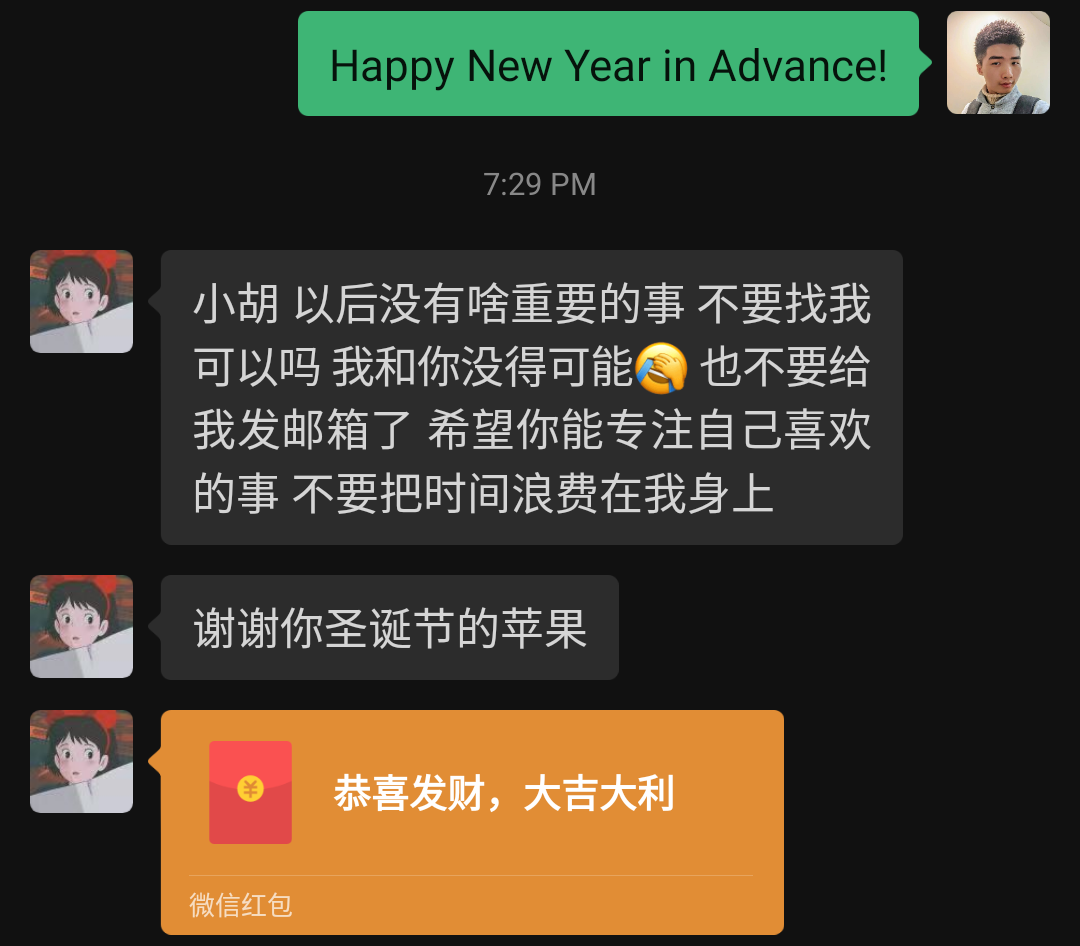 Happy New Year in Advance!
7:29 PM
小胡 以后没有啥重要的事 不要找我
可以吗 我和你没得可能🤣 也不要给
我发邮箱了 希望你能专注自己喜欢
的事 不要把时间浪费在我身上
谢谢你圣诞节的苹果
恭喜发财，大吉大利
微信红包